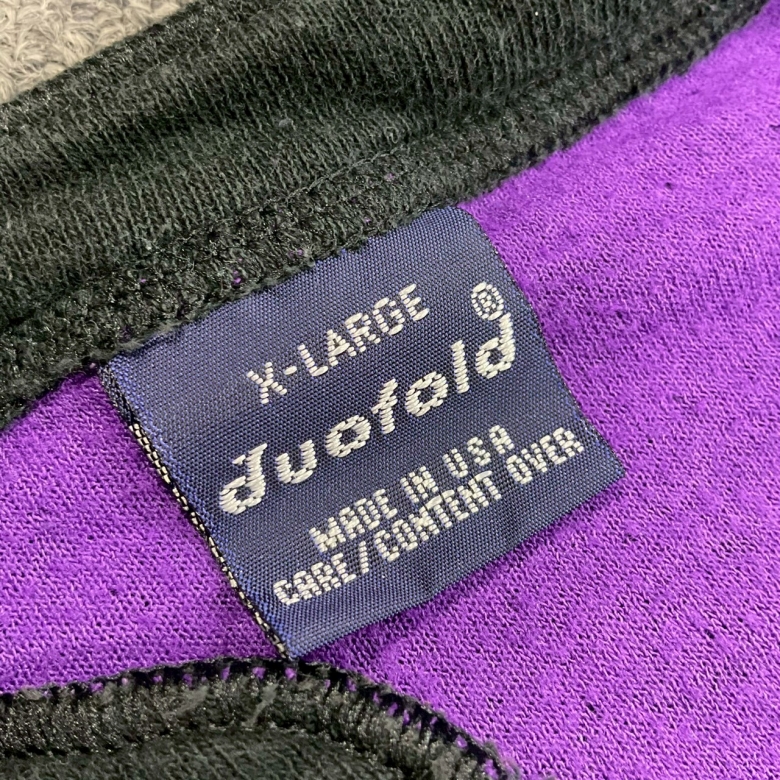 X-LARGE
duofold®
MADE IN USA
CARE/CONTENT OVER